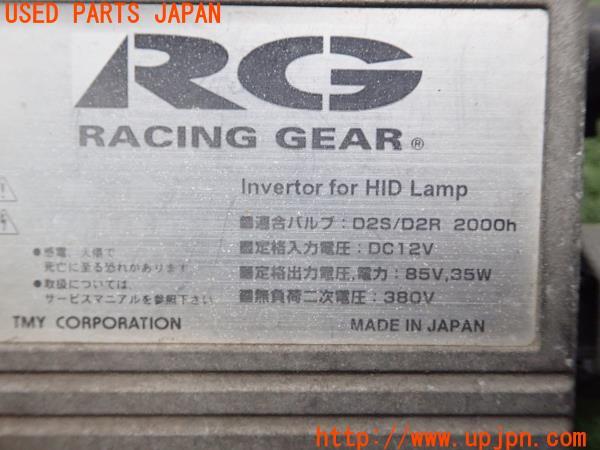 USED PARTS JAPAN
RG
RACING GEAR®
Invertor for HID Lamp
■適合バルブ：D2S/D2R 2000h
■定格入力電圧：DC12V
■定格出力電圧,電力：85V,35W
■無負荷二次電圧：380V
●感電、火傷で
死亡に至る恐れがあります
●取扱については、
サービスマニアルを参照下さい
TMY CORPORATION
MADE IN JAPAN
UPJ
http://www.upjpn.com/